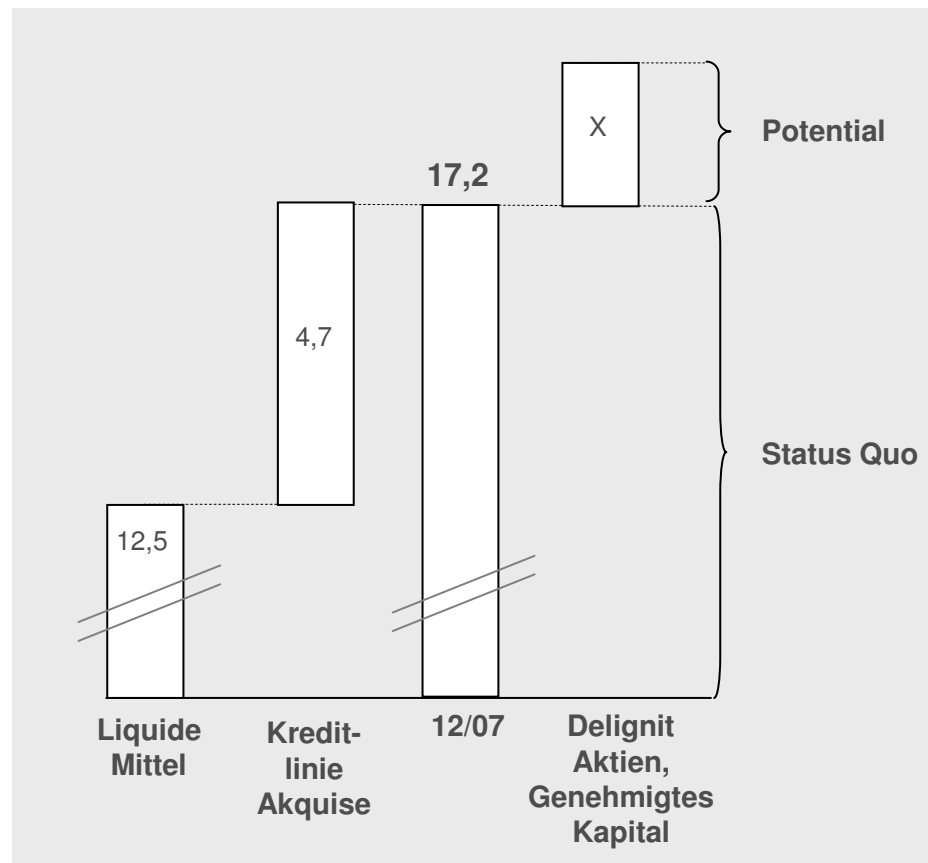 X
Potential
17,2
4,7
Status Quo
12,5
Liquide
Mittel
Kredit-
linie
Akquise
12/07
Delignit
Aktien,
Genehmigtes
Kapital